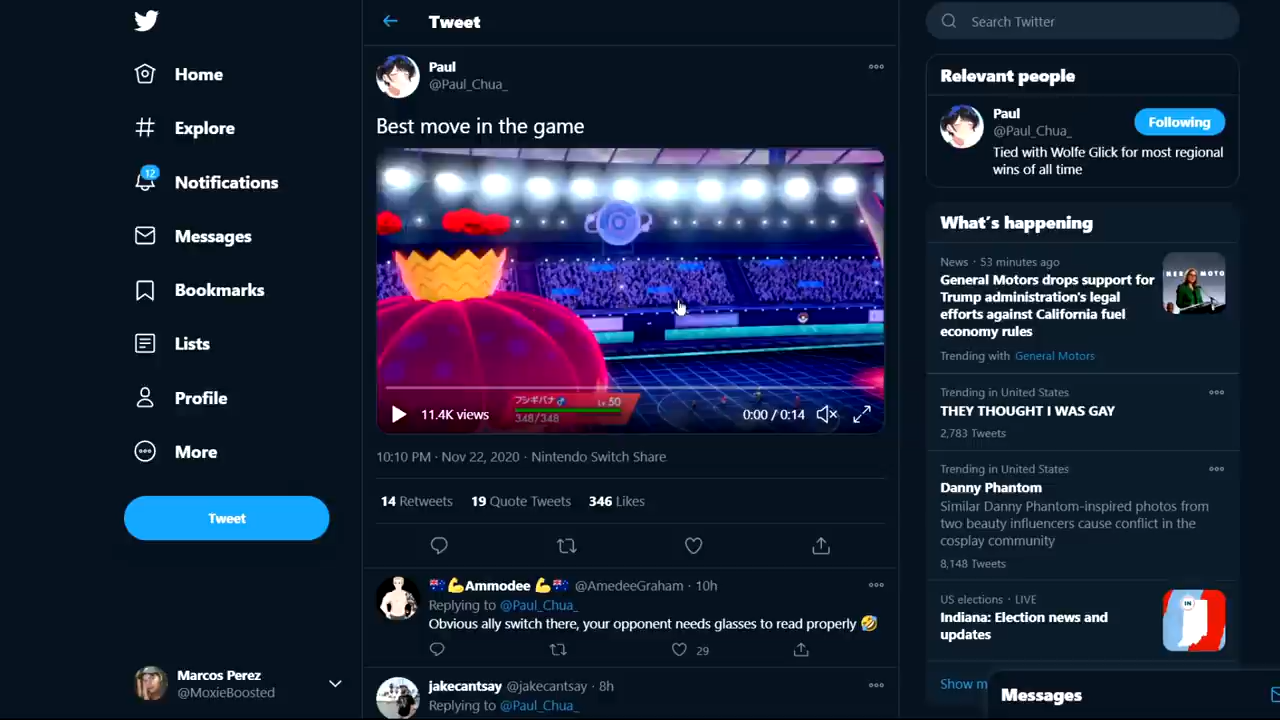 Home
Explore
12
Notifications
Messages
Bookmarks
Lists
Profile
More
Tweet
Marcos Perez
@MoxieBoosted
Tweet
Paul
@Paul_Chua_
Best move in the game
フシギバナ♂ Lv.50
348/348
11.4K views
0:00 / 0:14
10:10 PM · Nov 22, 2020 · Nintendo Switch Share
14 Retweets 19 Quote Tweets 346 Likes
🇦🇺💪Ammodee 💪🇦🇺 @AmedeeGraham · 10h
Replying to @Paul_Chua_
Obvious ally switch there, your opponent needs glasses to read properly 🤣
29
jakecantsay @jakecantsay · 8h
Replying to @Paul_Chua_
Search Twitter
Relevant people
Paul
@Paul_Chua_
Following
Tied with Wolfe Glick for most regional
wins of all time
What's happening
News · 53 minutes ago
General Motors drops support for
Trump administration's legal
efforts against California fuel
economy rules
Trending with General Motors
Trending in United States
THEY THOUGHT I WAS GAY
2,783 Tweets
Trending in United States
Danny Phantom
Similar Danny Phantom-inspired photos from
two beauty influencers cause conflict in the
cosplay community
8,148 Tweets
US elections · LIVE
Indiana: Election news and
updates
IN
Show m
Messages